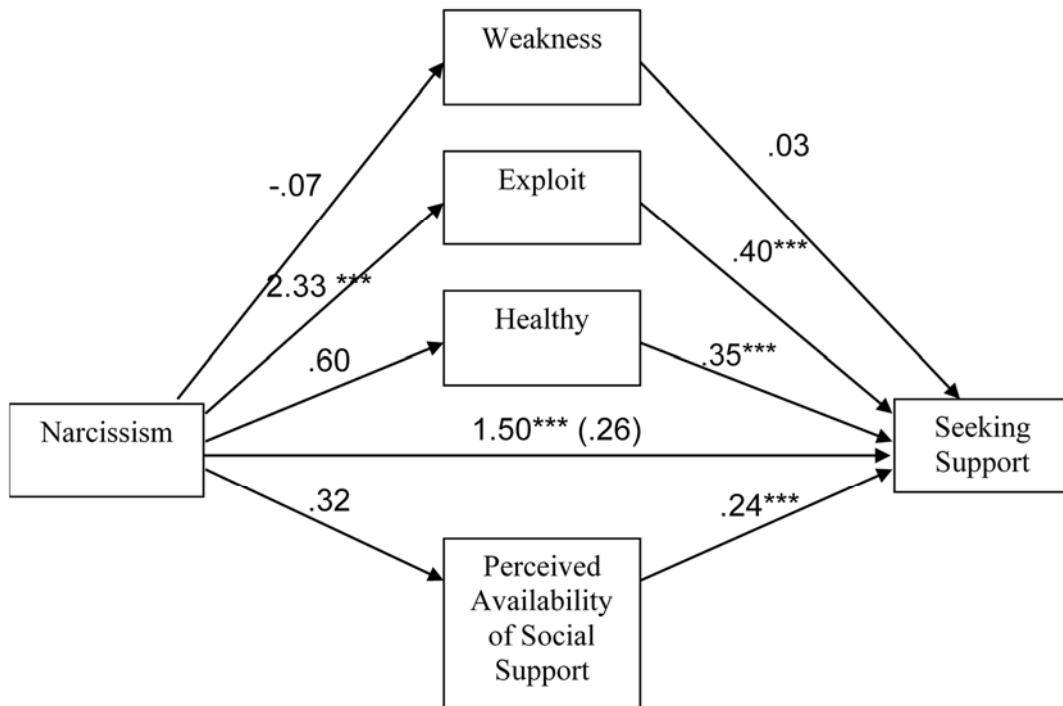 Weakness
-.07
.03
Exploit
2.33 ***
.40***
Healthy
.60
.35***
Narcissism
1.50*** (.26)
Seeking
Support
.32
.24***
Perceived
Availability
of Social
Support